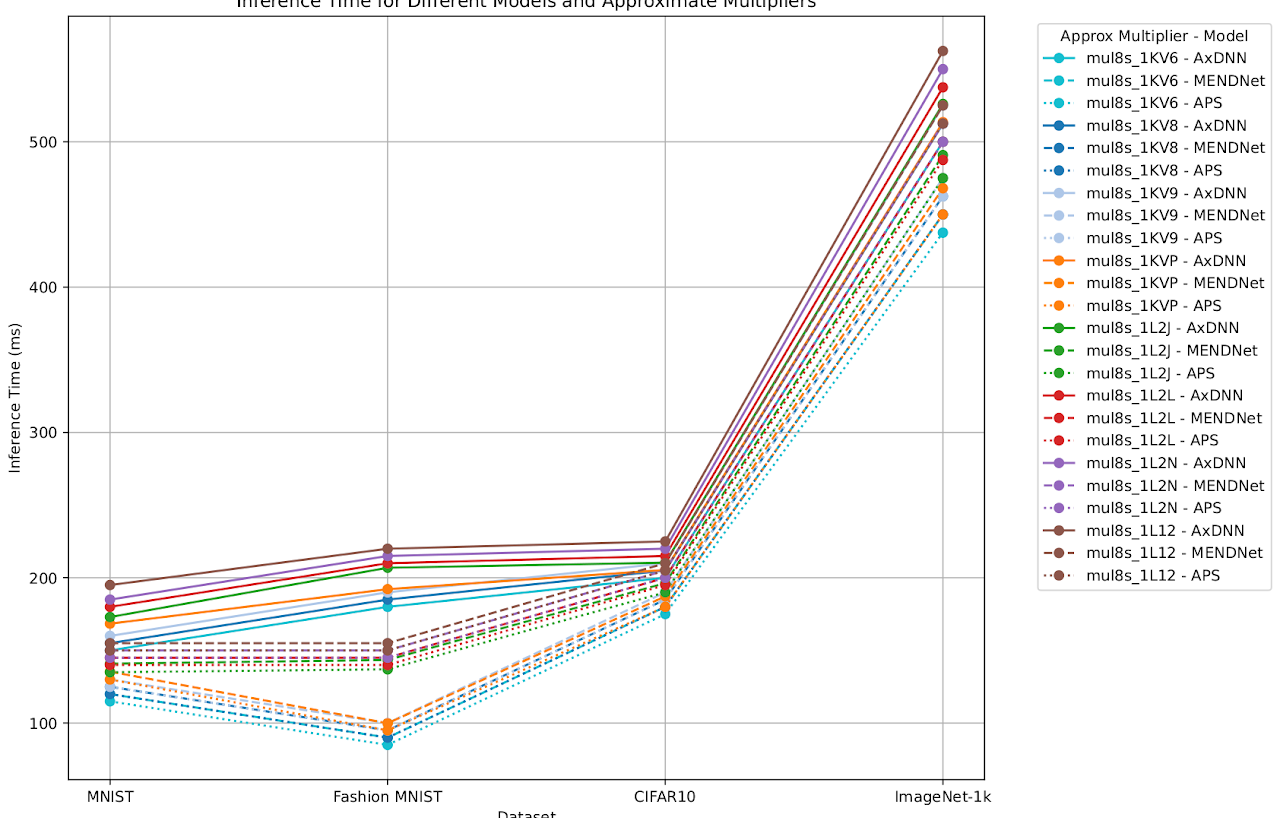 Inference Time for Different Models and Approximate Multipliers
Inference Time (ms)
500
400
300
200
100
MNIST
Fashion MNIST
CIFAR10
ImageNet-1k
Dataset
Approx Multiplier - Model
mul8s_1KV6 - AxDNN
mul8s_1KV6 - MENDNet
mul8s_1KV6 - APS
mul8s_1KV8 - AxDNN
mul8s_1KV8 - MENDNet
mul8s_1KV8 - APS
mul8s_1KV9 - AxDNN
mul8s_1KV9 - MENDNet
mul8s_1KV9 - APS
mul8s_1KVP - AxDNN
mul8s_1KVP - MENDNet
mul8s_1KVP - APS
mul8s_1L2J - AxDNN
mul8s_1L2J - MENDNet
mul8s_1L2J - APS
mul8s_1L2L - AxDNN
mul8s_1L2L - MENDNet
mul8s_1L2L - APS
mul8s_1L2N - AxDNN
mul8s_1L2N - MENDNet
mul8s_1L2N - APS
mul8s_1L12 - AxDNN
mul8s_1L12 - MENDNet
mul8s_1L12 - APS